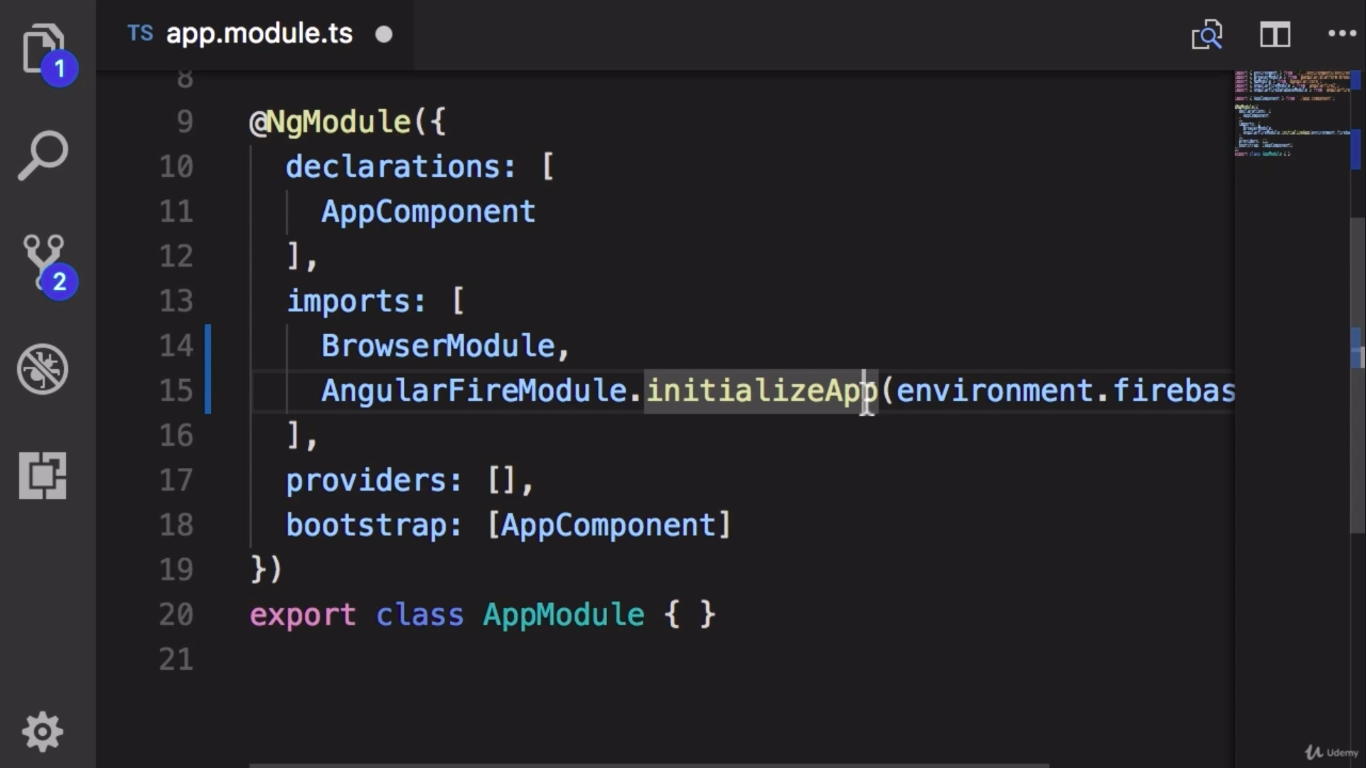 TS app.module.ts
1
2
8
9 @NgModule({
10 declarations: [
11 AppComponent
12 ],
13 imports: [
14 BrowserModule,
15 AngularFireModule.initializeApp(environment.firebas
16 ],
17 providers: [],
18 bootstrap: [AppComponent]
19 })
20 export class AppModule { }
21
Udemy